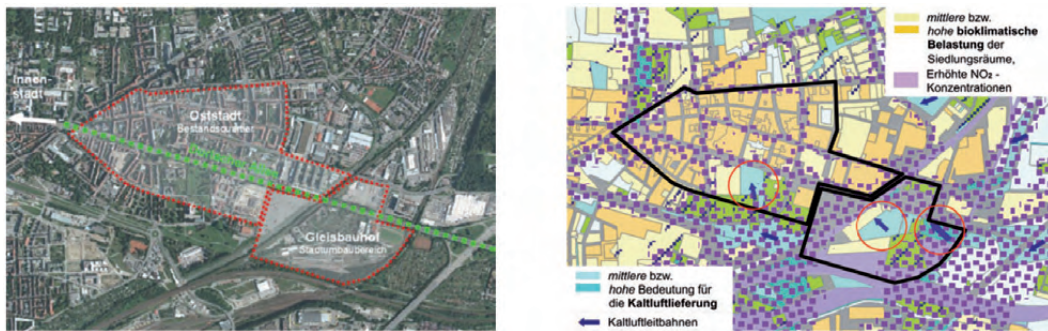 Innen-
stadt
Oststadt
Bestandsquartier
Gleisbauhof
Stadtumbaubereich
mittlere bzw.
hohe bioklimatische
Belastung der
Siedlungsräume,
Erhöhte NO₂ -
Konzentrationen
mittlere bzw.
hohe Bedeutung für
die Kaltluftlieferung
Kaltluftleitbahnen